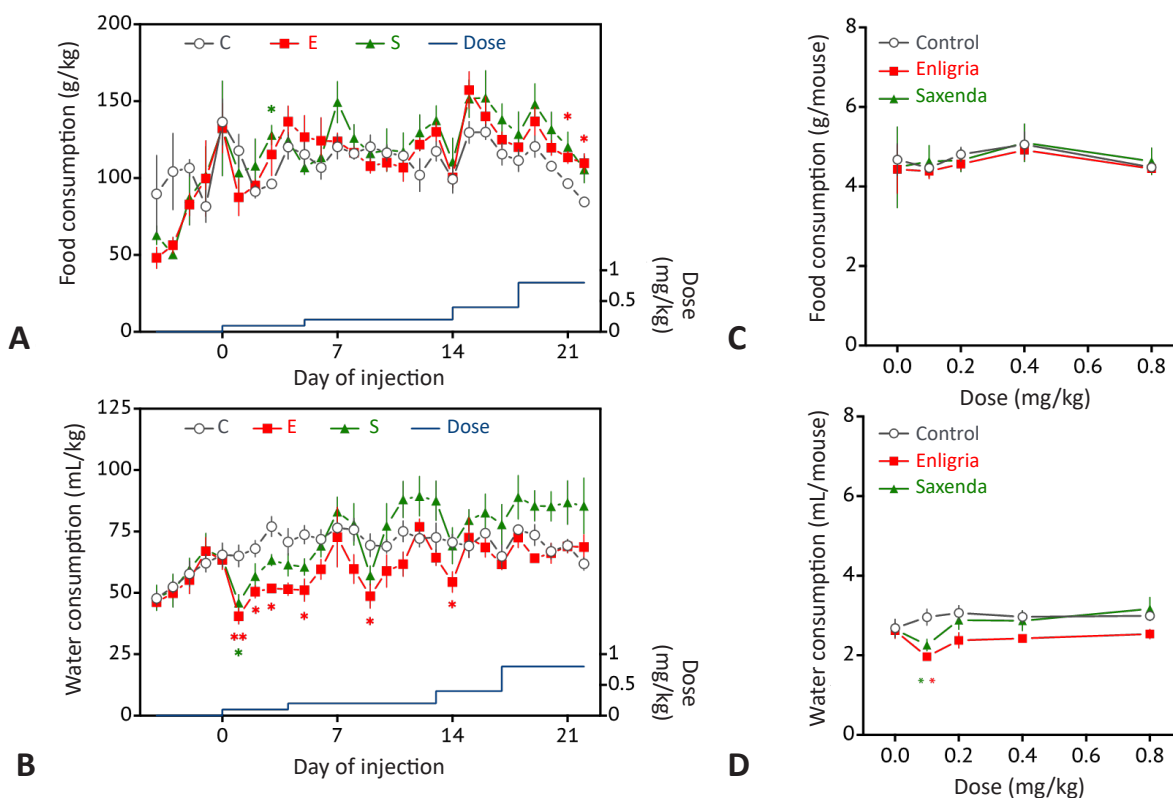 200
150
100
50
0
Food consumption (g/kg)
C E S Dose
*
*
*
1
0.5
0
Dose
(mg/kg)
0 7 14 21
Day of injection
A
125
100
75
50
25
0
Water consumption (mL/kg)
C E S Dose
**
*
*
*
*
*
*
1
0.5
0
Dose
(mg/kg)
0 7 14 21
Day of injection
B
8
6
4
2
0
Food consumption (g/mouse)
Control
Enligria
Saxenda
0.0 0.2 0.4 0.6 0.8
Dose (mg/kg)
C
8
6
4
2
0
Water consumption (mL/mouse)
Control
Enligria
Saxenda
* *
0.0 0.2 0.4 0.6 0.8
Dose (mg/kg)
D